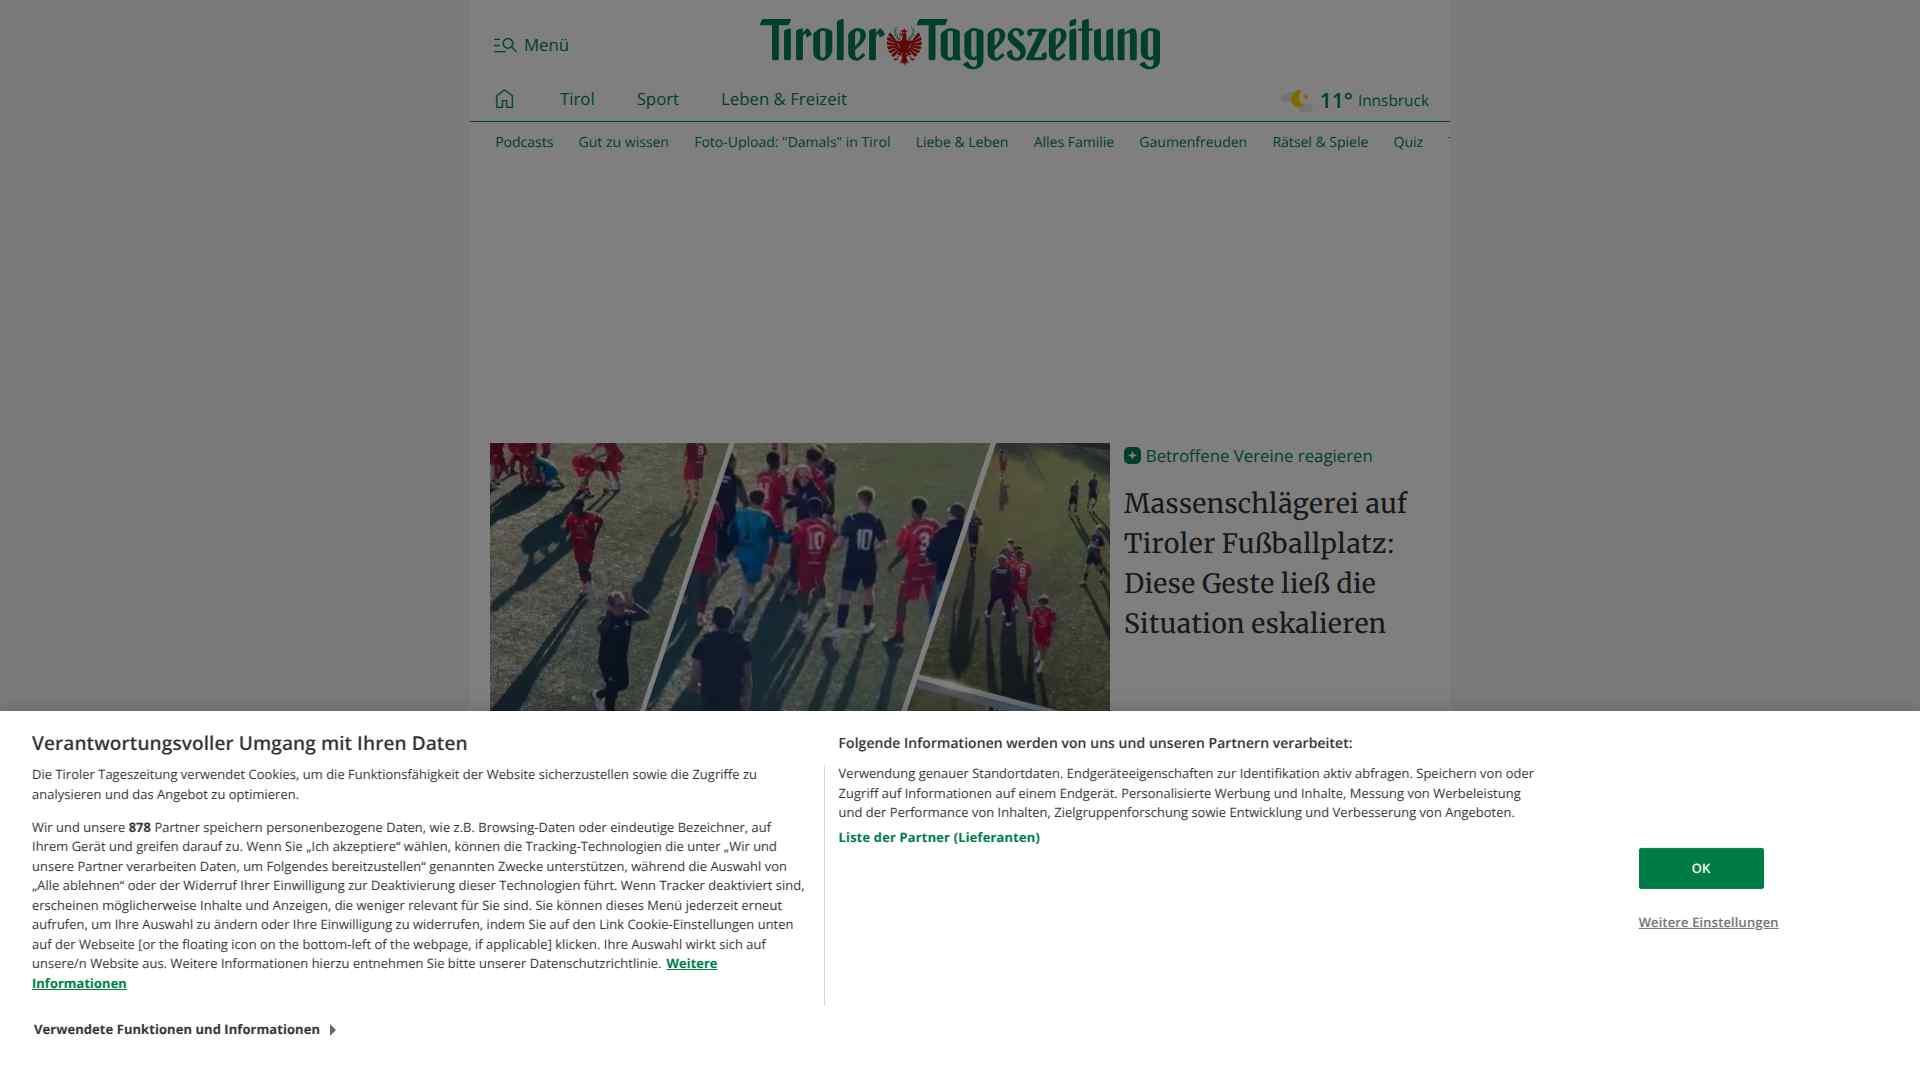 Menü
Tiroler Tageszeitung
Tirol
Sport
Leben & Freizeit
11° Innsbruck
Podcasts
Gut zu wissen
Foto-Upload: "Damals" in Tirol
Liebe & Leben
Alles Familie
Gaumenfreuden
Rätsel & Spiele
Quiz
Betroffene Vereine reagieren
Massenschlägerei auf
Tiroler Fußballplatz:
Diese Geste ließ die
Situation eskalieren
10
10
3
Verantwortungsvoller Umgang mit Ihren Daten
Die Tiroler Tageszeitung verwendet Cookies, um die Funktionsfähigkeit der Website sicherzustellen sowie die Zugriffe zu
analysieren und das Angebot zu optimieren.
Wir und unsere 878 Partner speichern personenbezogene Daten, wie z.B. Browsing-Daten oder eindeutige Bezeichner, auf
Ihrem Gerät und greifen darauf zu. Wenn Sie „Ich akzeptiere“ wählen, können die Tracking-Technologien die unter „Wir und
unsere Partner verarbeiten Daten, um Folgendes bereitzustellen“ genannten Zwecke unterstützen, während die Auswahl von
„Alle ablehnen“ oder der Widerruf Ihrer Einwilligung zur Deaktivierung dieser Technologien führt. Wenn Tracker deaktiviert sind,
erscheinen möglicherweise Inhalte und Anzeigen, die weniger relevant für Sie sind. Sie können dieses Menü jederzeit erneut
aufrufen, um Ihre Auswahl zu ändern oder Ihre Einwilligung zu widerrufen, indem Sie auf den Link Cookie-Einstellungen unten
auf der Webseite [or the floating icon on the bottom-left of the webpage, if applicable] klicken. Ihre Auswahl wirkt sich auf
unsere/n Website aus. Weitere Informationen hierzu entnehmen Sie bitte unserer Datenschutzrichtlinie. Weitere
Informationen
Verwendete Funktionen und Informationen
Folgende Informationen werden von uns und unseren Partnern verarbeitet:
Verwendung genauer Standortdaten. Endgeräteeigenschaften zur Identifikation aktiv abfragen. Speichern von oder
Zugriff auf Informationen auf einem Endgerät. Personalisierte Werbung und Inhalte, Messung von Werbeleistung
und der Performance von Inhalten, Zielgruppenforschung sowie Entwicklung und Verbesserung von Angeboten.
Liste der Partner (Lieferanten)
OK
Weitere Einstellungen